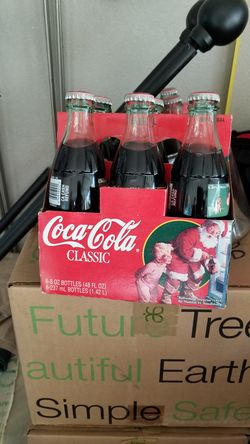 Coca-Cola
CLASSIC
6-8 OZ BOTTLES (48 FL OZ)
6-237 mL BOTTLES (1.42 L)
Future Tree
autiful Earth
Simple Safe